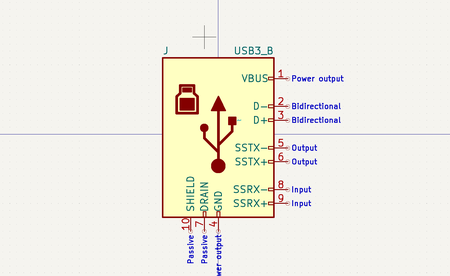 J USB3_B
VBUS 1 Power output
D- 2 Bidirectional
D+ 3 Bidirectional
SSTX- 5 Output
SSTX+ 6 Output
SSRX- 8 Input
SSRX+ 9 Input
SHIELD 10 Passive
DRAIN 7 Passive
GND 4 output